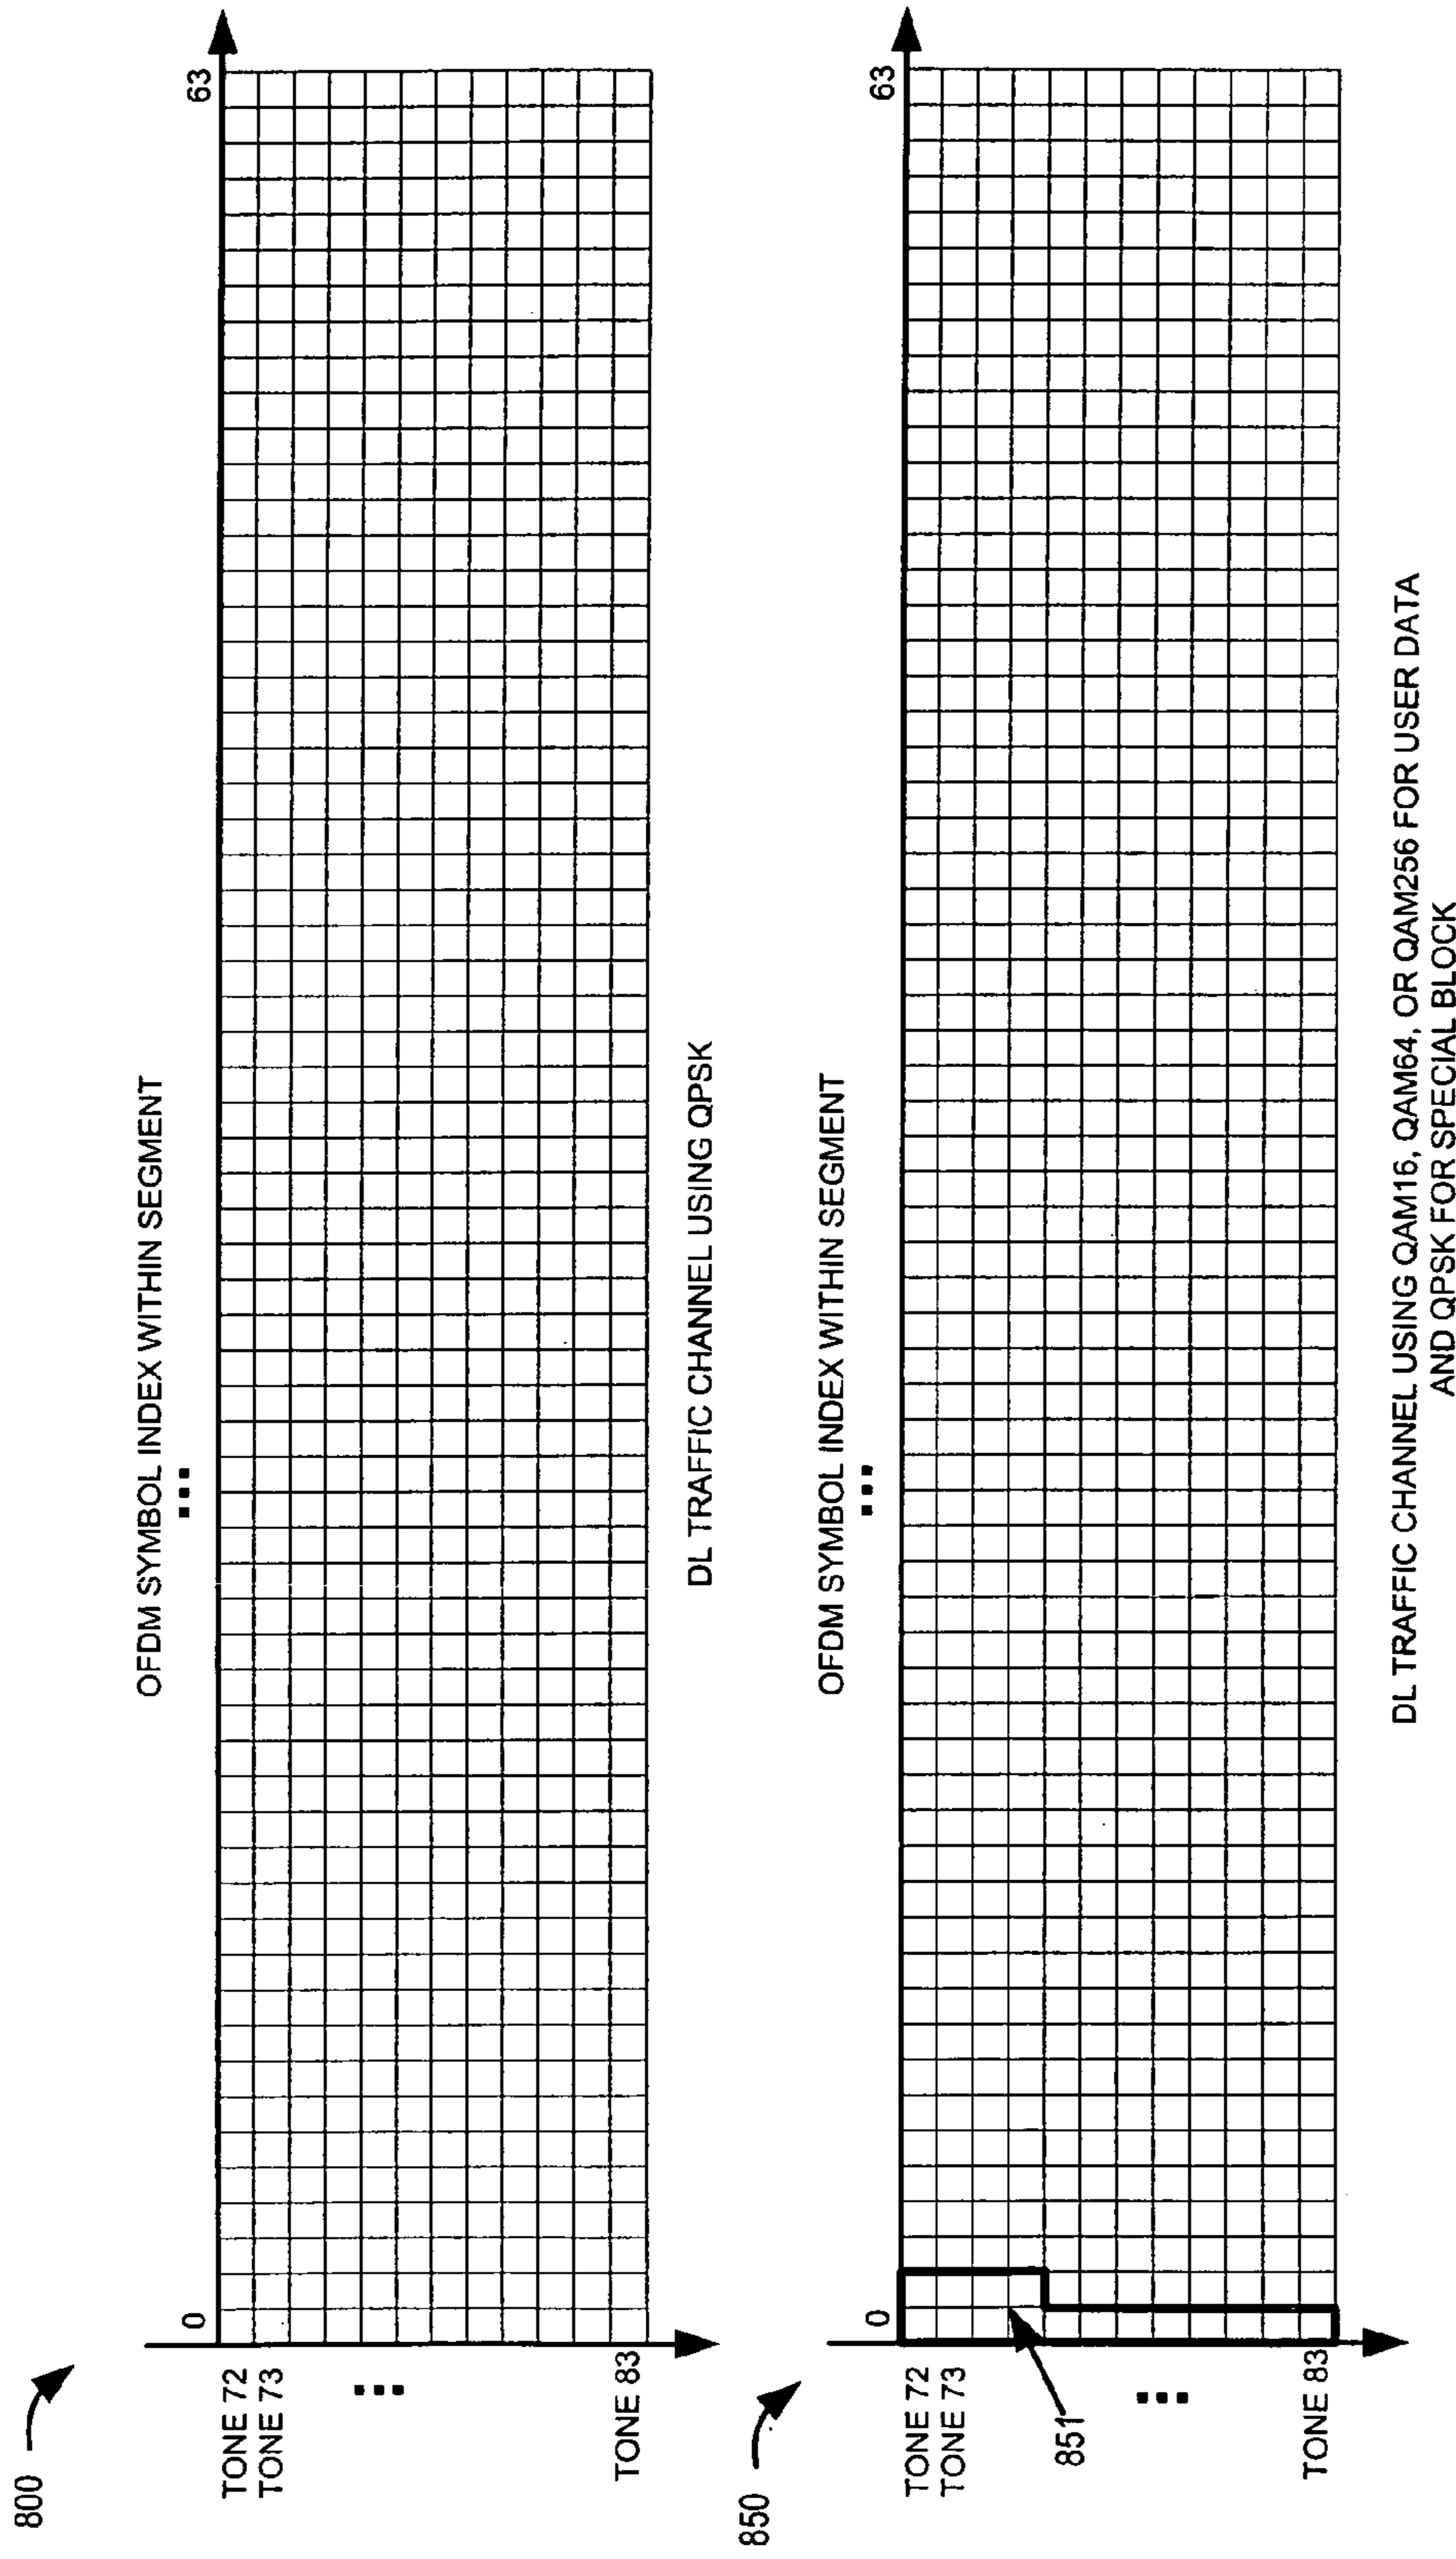 800
OFDM SYMBOL INDEX WITHIN SEGMENT
0 ... 63
TONE 72
TONE 73
...
TONE 83
DL TRAFFIC CHANNEL USING QPSK
850
OFDM SYMBOL INDEX WITHIN SEGMENT
0 ... 63
TONE 72
TONE 73
851
...
TONE 83
DL TRAFFIC CHANNEL USING QAM16, QAM64, OR QAM256 FOR USER DATA
AND QPSK FOR SPECIAL BLOCK